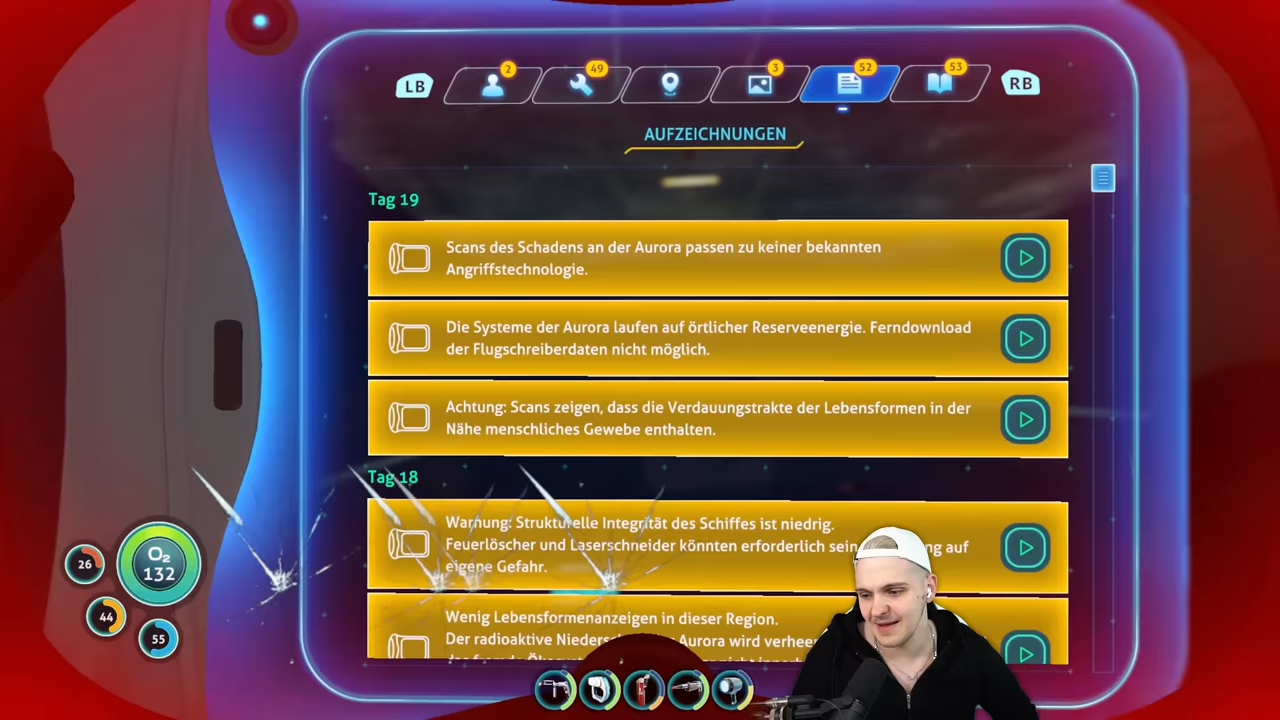 LB
2
49
3
52
53
RB
AUFZEICHNUNGEN
Tag 19
Scans des Schadens an der Aurora passen zu keiner bekannten
Angriffstechnologie.
Die Systeme der Aurora laufen auf örtlicher Reserveenergie. Ferndownload
der Flugschreiberdaten nicht möglich.
Achtung: Scans zeigen, dass die Verdauungstrakte der Lebensformen in der
Nähe menschliches Gewebe enthalten.
Tag 18
Warnung: Strukturelle Integrität des Schiffes ist niedrig.
Feuerlöscher und Laserschneider könnten erforderlich sein auf
eigene Gefahr.
Wenig Lebensformenanzeigen in dieser Region.
Der radioaktive Aurora wird
26
O₂
132
44
55